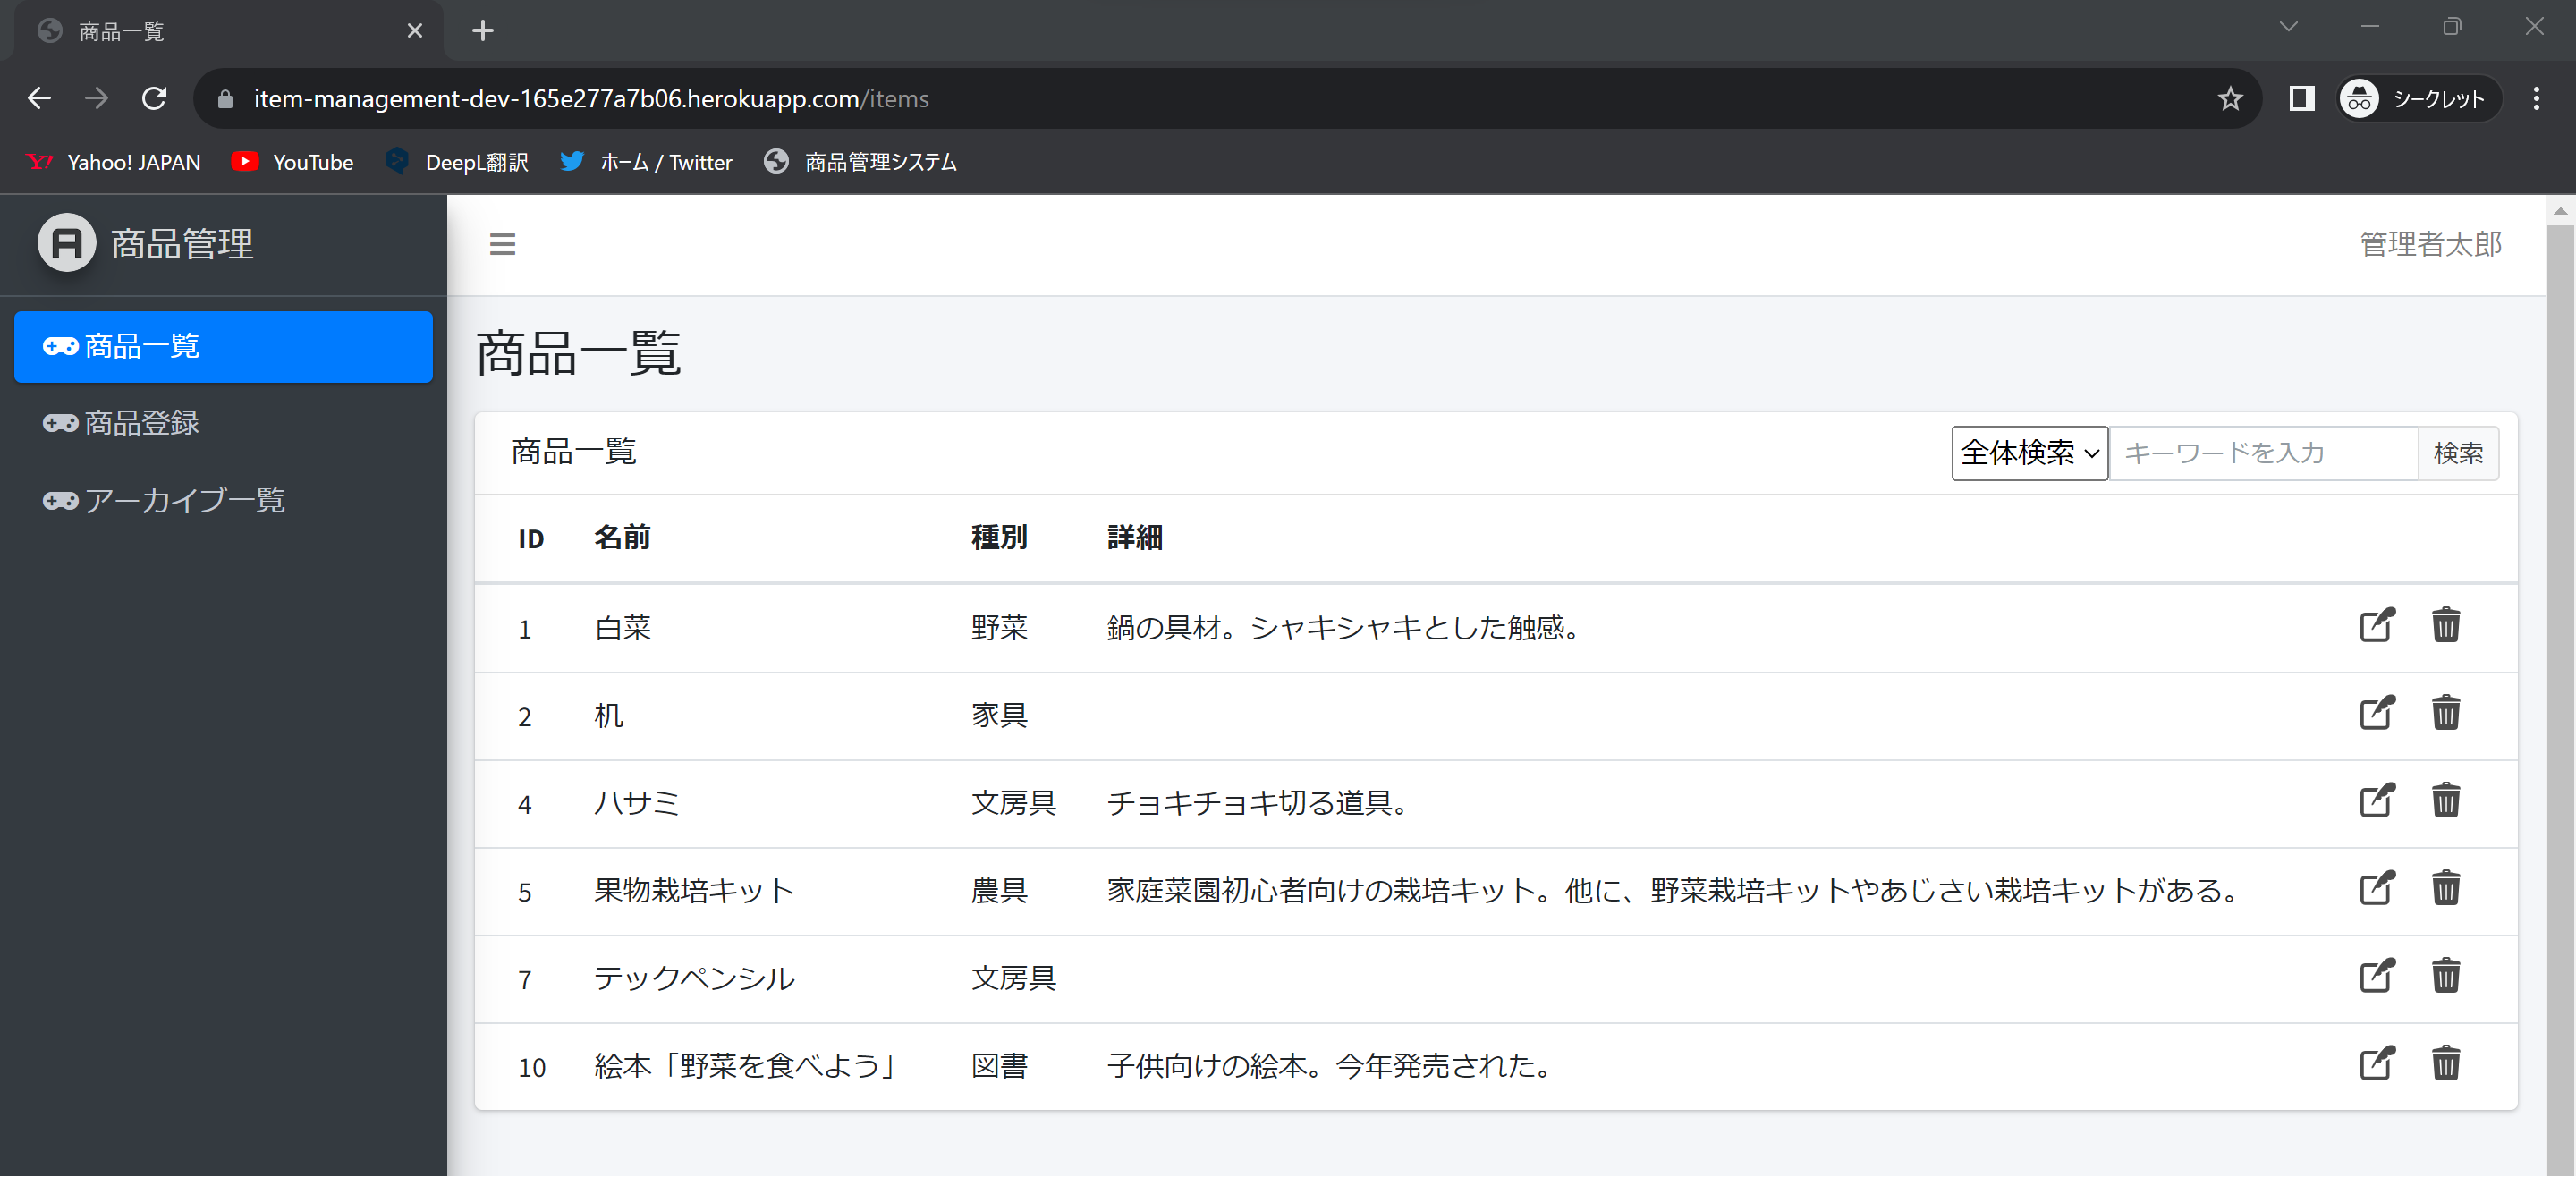 商品一覧
item-management-dev-165e277a7b06.herokuapp.com/items
シークレット
Yahoo! JAPAN YouTube DeepL翻訳 ホーム / Twitter 商品管理システム
商品管理
管理者太郎
商品一覧
商品登録
アーカイブ一覧
商品一覧
商品一覧 全体検索 キーワードを入力 検索
ID 名前 種別 詳細
1 白菜 野菜 鍋の具材。シャキシャキとした触感。
2 机 家具
4 ハサミ 文房具 チョキチョキ切る道具。
5 果物栽培キット 農具 家庭菜園初心者向けの栽培キット。他に、野菜栽培キットやあじさい栽培キットがある。
7 テックペンシル 文房具
10 絵本「野菜を食べよう」 図書 子供向けの絵本。今年発売された。